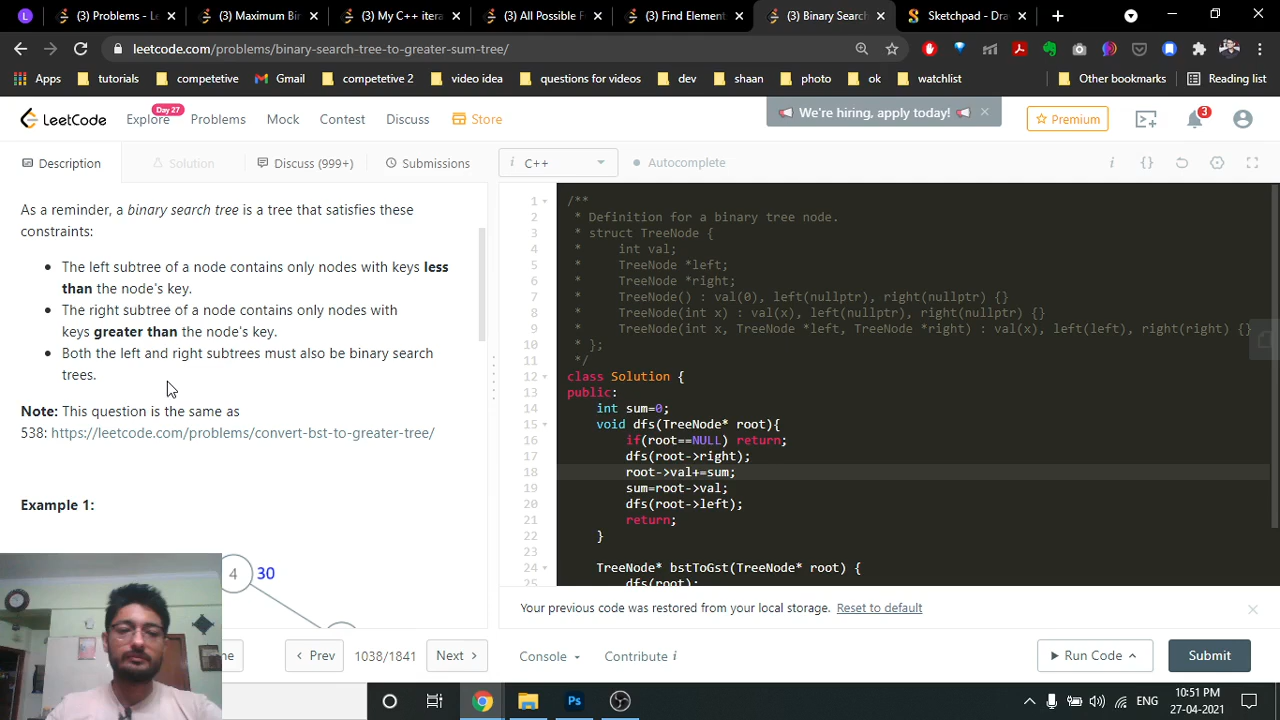 (3) Problems - L
(3) Maximum Bin
(3) My C++ itera
(3) All Possible F
(3) Find Element
(3) Binary Search
Sketchpad - Dra
leetcode.com/problems/binary-search-tree-to-greater-sum-tree/
Apps
tutorials
competetive
Gmail
competetive 2
video idea
questions for videos
dev
shaan
photo
ok
watchlist
Other bookmarks
Reading list
LeetCode
Day 27
Explore
Problems
Mock
Contest
Discuss
Store
We're hiring, apply today!
Premium
3
Description
Solution
Discuss (999+)
Submissions
i C++
Autocomplete
As a reminder, a binary search tree is a tree that satisfies these
constraints:
The left subtree of a node contains only nodes with keys less
than the node's key.
The right subtree of a node contains only nodes with
keys greater than the node's key.
Both the left and right subtrees must also be binary search
trees.
Note: This question is the same as
538: https://leetcode.com/problems/convert-bst-to-greater-tree/
Example 1:
4 30
1 /**
2 * Definition for a binary tree node.
3 * struct TreeNode {
4 * int val;
5 * TreeNode *left;
6 * TreeNode *right;
7 * TreeNode() : val(0), left(nullptr), right(nullptr) {}
8 * TreeNode(int x) : val(x), left(nullptr), right(nullptr) {}
9 * TreeNode(int x, TreeNode *left, TreeNode *right) : val(x), left(left), right(right) {}
10 * };
11 */
12 class Solution {
13 public:
14 int sum=0;
15 void dfs(TreeNode* root){
16 if(root==NULL) return;
17 dfs(root->right);
18 root->val+=sum;
19 sum=root->val;
20 dfs(root->left);
21 return;
22 }
23
24 TreeNode* bstToGst(TreeNode* root) {
25 dfs(root);
Your previous code was restored from your local storage. Reset to default
Prev
1038/1841
Next
Console
Contribute i
Run Code
Submit
Ps
ENG
10:51 PM
27-04-2021